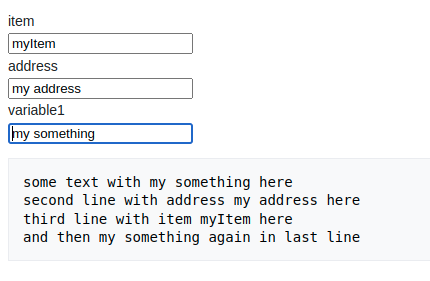 item
myItem
address
my address
variable1
my something
some text with my something here
second line with address my address here
third line with item myItem here
and then my something again in last line